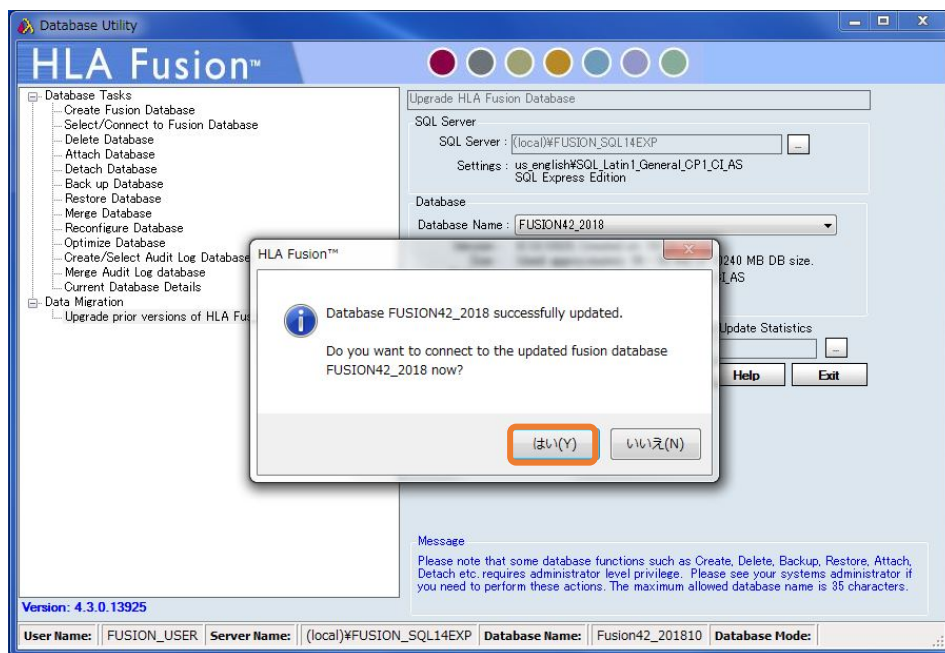 Database Utility
HLA Fusion™
Database Tasks
Create Fusion Database
Select/Connect to Fusion Database
Delete Database
Attach Database
Detach Database
Back up Database
Restore Database
Merge Database
Reconfigure Database
Optimize Database
Create/Select Audit Log Database
Merge Audit Log database
Current Database Details
Data Migration
Upgrade prior versions of HLA Fus
Version: 4.3.0.13925
Upgrade HLA Fusion Database
SQL Server
SQL Server : (local)¥FUSION_SQL14EXP
...
Settings : us_english¥SQL_Latin1_General_CP1_CI_AS
SQL Express Edition
Database
Database Name : FUSION42_2018
240 MB DB size.
I_AS
Update Statistics
...
Help Exit
HLA Fusion™
Database FUSION42_2018 successfully updated.
Do you want to connect to the updated fusion database
FUSION42_2018 now?
はい(Y) いいえ(N)
Message
Please note that some database functions such as Create, Delete, Backup, Restore, Attach,
Detach etc. requires administrator level privilege. Please see your systems administrator if
you need to perform these actions. The maximum allowed database name is 35 characters.
User Name: FUSION_USER Server Name: (local)¥FUSION_SQL14EXP Database Name: Fusion42_201810 Database Mode: